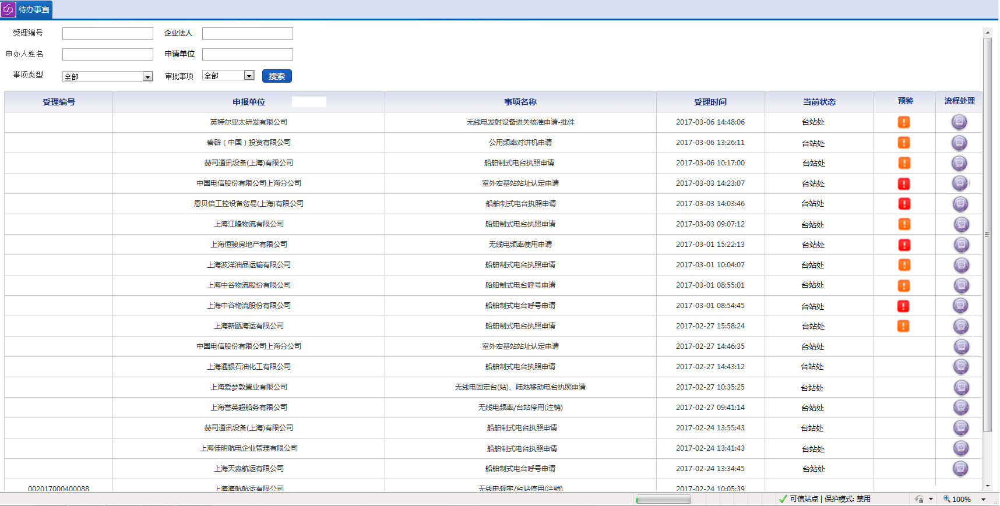 待办事宜
受理编号 企业法人
申办人姓名 申请单位
事项类型 全部 审批事项 全部 搜索
受理编号 申报单位 事项名称 受理时间 当前状态 预警 流程处理
英特尔亚太研发有限公司 无线电发射设备进关核准申请-批件 2017-03-06 14:48:06 台站处
碧辟（中国）投资有限公司 公用频率对讲机申请 2017-03-06 13:26:11 台站处
赫司通讯设备(上海)有限公司 船舶制式电台执照申请 2017-03-06 10:17:00 台站处
中国电信股份有限公司上海分公司 室外宏基站站址认定申请 2017-03-03 14:23:07 台站处
恩贝倍工控设备贸易(上海)有限公司 船舶制式电台执照申请 2017-03-03 14:03:46 台站处
上海江隆物流有限公司 船舶制式电台执照申请 2017-03-03 09:07:12 台站处
上海恒骏房地产有限公司 无线电频率使用申请 2017-03-01 15:22:13 台站处
上海波洋油品运输有限公司 船舶制式电台执照申请 2017-03-01 10:04:07 台站处
上海中谷物流股份有限公司 船舶制式电台呼号申请 2017-03-01 08:55:01 台站处
上海中谷物流股份有限公司 船舶制式电台呼号申请 2017-03-01 08:54:45 台站处
上海新瓯海运有限公司 船舶制式电台执照申请 2017-02-27 15:58:24 台站处
中国电信股份有限公司上海分公司 室外宏基站站址认定申请 2017-02-27 14:46:35 台站处
上海通银石油化工有限公司 船舶制式电台执照申请 2017-02-27 14:43:12 台站处
上海爱梦敦置业有限公司 无线电固定台(站)、陆地移动电台执照申请 2017-02-27 10:35:25 台站处
上海誉英超船务有限公司 无线电频率/台站停用(注销) 2017-02-27 09:41:14 台站处
赫司通讯设备(上海)有限公司 船舶制式电台执照申请 2017-02-24 13:55:43 台站处
上海佳明航电企业管理有限公司 船舶制式电台执照申请 2017-02-24 13:41:43 台站处
上海天淼航运有限公司 船舶制式电台呼号申请 2017-02-24 13:34:45 台站处
002017000400088 上海海航航运有限公司 无线电频率/台站停用(注销) 2017-02-24 10:05:39
可信站点 | 保护模式: 禁用 100%